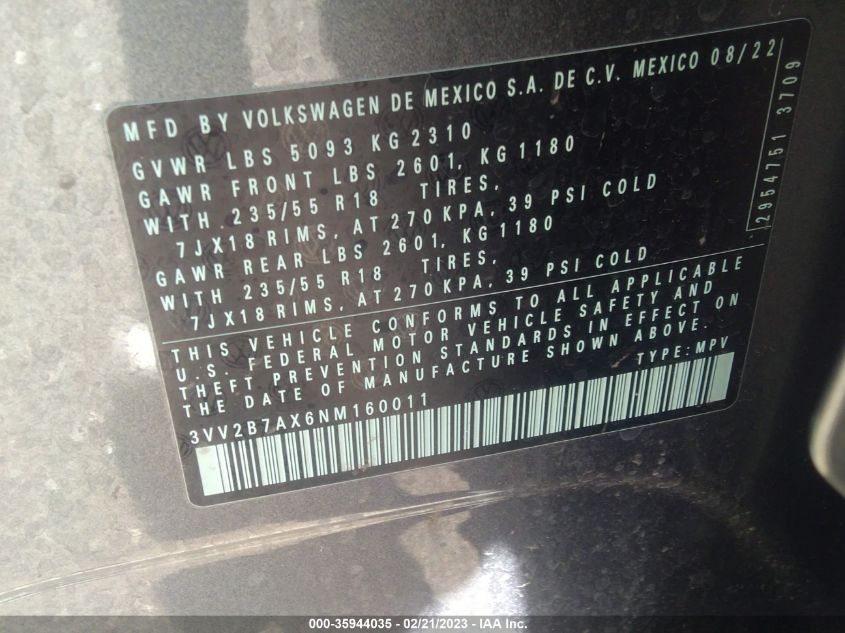 MFD BY VOLKSWAGEN DE MEXICO S.A. DE C.V. MEXICO 08/22
GVWR LBS 5093 KG 2310
GAWR FRONT LBS 2601, KG 1180
WITH 235/55 R18 TIRES,
7JX18 RIMS, AT 270 KPA, 39 PSI COLD
GAWR REAR LBS 2601, KG 1180
WITH 235/55 R18 TIRES,
7JX18 RIMS, AT 270 KPA, 39 PSI COLD
THIS VEHICLE CONFORMS TO ALL APPLICABLE
U.S. FEDERAL MOTOR VEHICLE SAFETY AND
THEFT PREVENTION STANDARDS IN EFFECT ON
THE DATE OF MANUFACTURE SHOWN ABOVE.
3VV2B7AX6NM160011 TYPE:MPV
2954751 3709
000-35944035 - 02/21/2023 - IAA Inc.